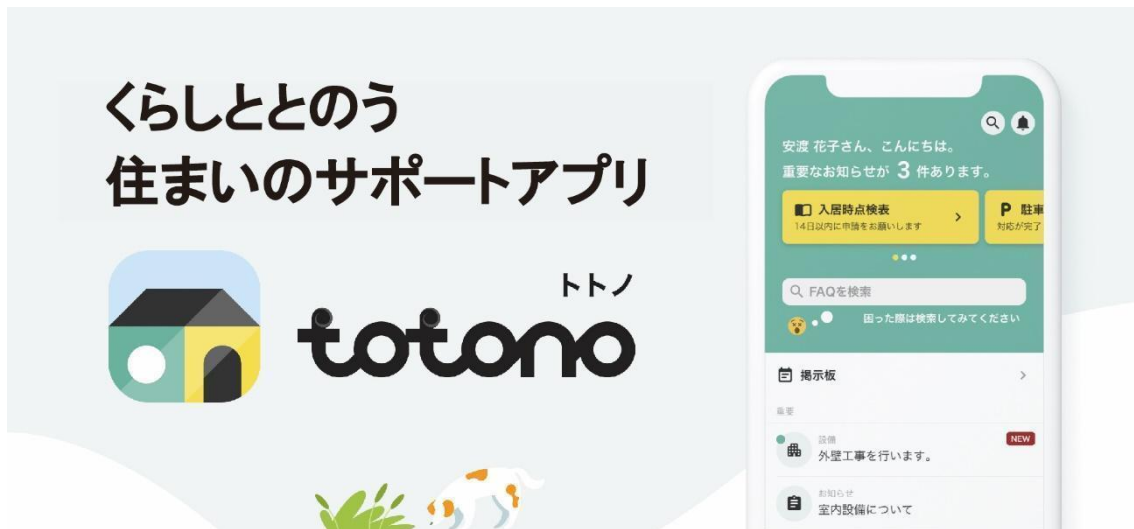 くらしととのう
住まいのサポートアプリ
トトノ
totono
安渡 花子さん、こんにちは。
重要なお知らせが 3 件あります。
入居時点検表
14日以内に申請をお願いします
P 駐車
対応が完了
FAQを検索
困った際は検索してみてください
掲示板
重要
設備
NEW
外壁工事を行います。
お知らせ
室内設備について